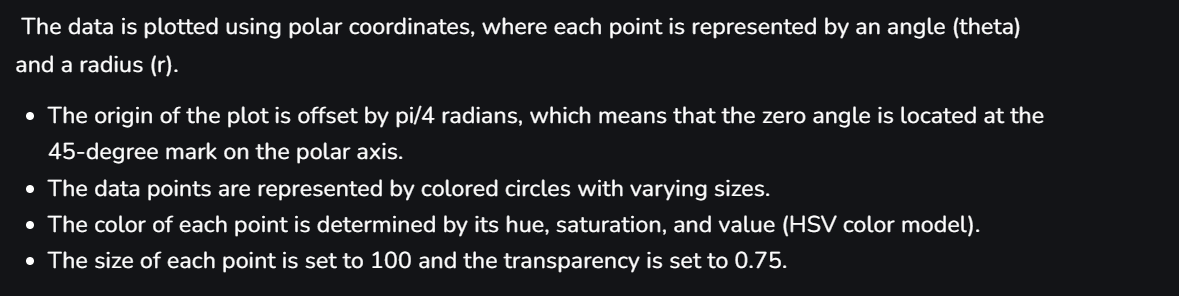 The data is plotted using polar coordinates, where each point is represented by an angle (theta)
and a radius (r).
• The origin of the plot is offset by pi/4 radians, which means that the zero angle is located at the
45-degree mark on the polar axis.
• The data points are represented by colored circles with varying sizes.
• The color of each point is determined by its hue, saturation, and value (HSV color model).
• The size of each point is set to 100 and the transparency is set to 0.75.